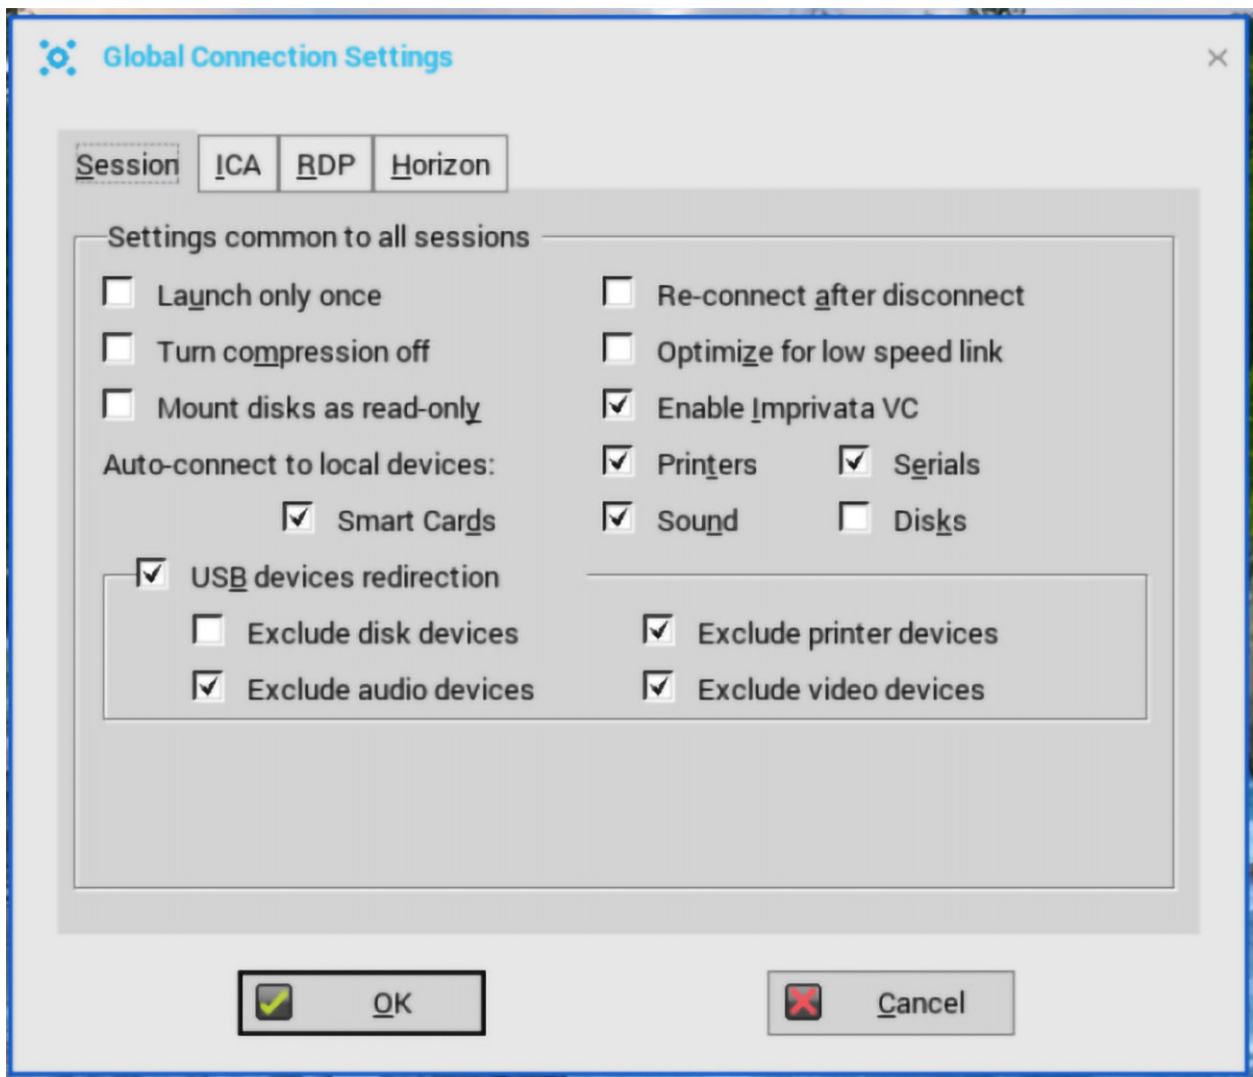 Global Connection Settings
Session ICA RDP Horizon
Settings common to all sessions
Launch only once Re-connect after disconnect
Turn compression off Optimize for low speed link
Mount disks as read-only Enable Imprivata VC
Auto-connect to local devices: Printers Serials
Smart Cards Sound Disks
USB devices redirection
Exclude disk devices Exclude printer devices
Exclude audio devices Exclude video devices
OK Cancel